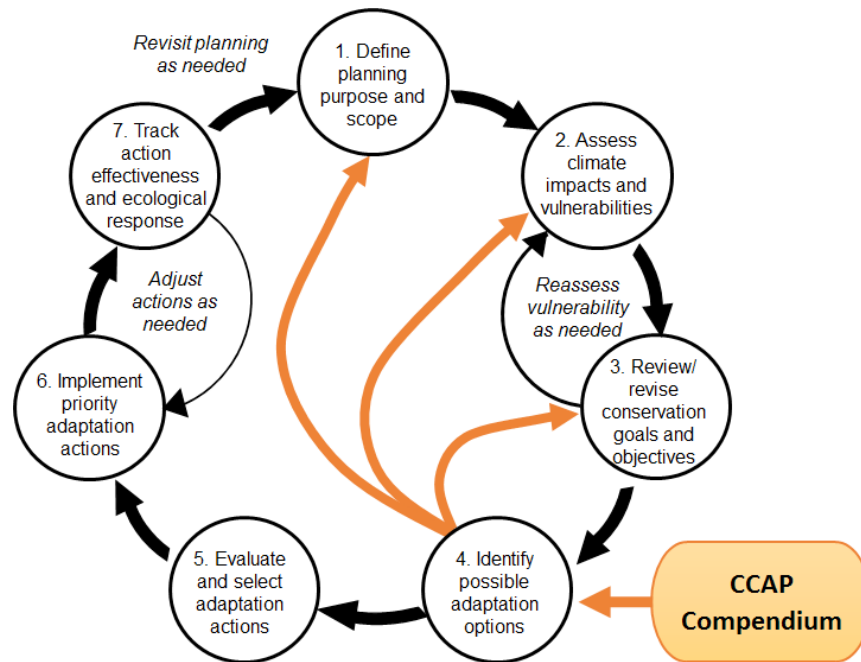 Revisit planning
as needed
1. Define
planning
purpose and
scope
2. Assess
climate
impacts and
vulnerabilities
Reassess
vulnerability
as needed
3. Review/
revise
conservation
goals and
objectives
4. Identify
possible
adaptation
options
CCAP
Compendium
5. Evaluate
and select
adaptation
actions
6. Implement
priority
adaptation
actions
Adjust
actions as
needed
7. Track
action
effectiveness
and ecological
response